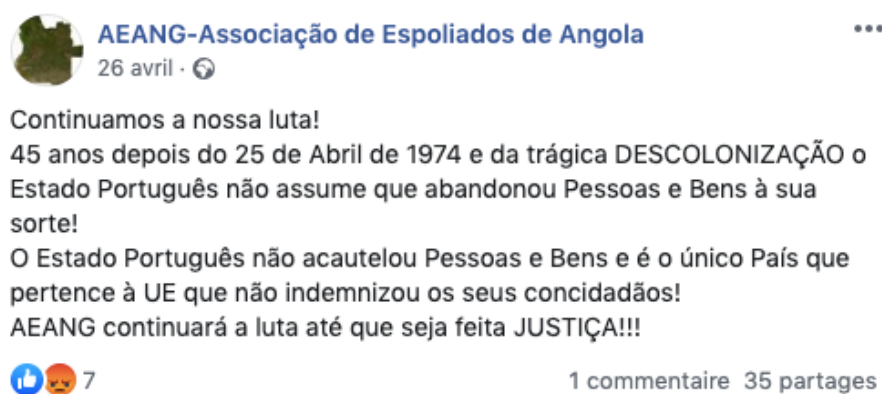 AEANG-Associação de Espoliados de Angola
26 avril ·
Continuamos a nossa luta!
45 anos depois do 25 de Abril de 1974 e da trágica DESCOLONIZAÇÃO o
Estado Português não assume que abandonou Pessoas e Bens à sua
sorte!
O Estado Português não acautelou Pessoas e Bens e é o único País que
pertence à UE que não indemnizou os seus concidadãos!
AEANG continuará a luta até que seja feita JUSTIÇA!!!
7 1 commentaire 35 partages